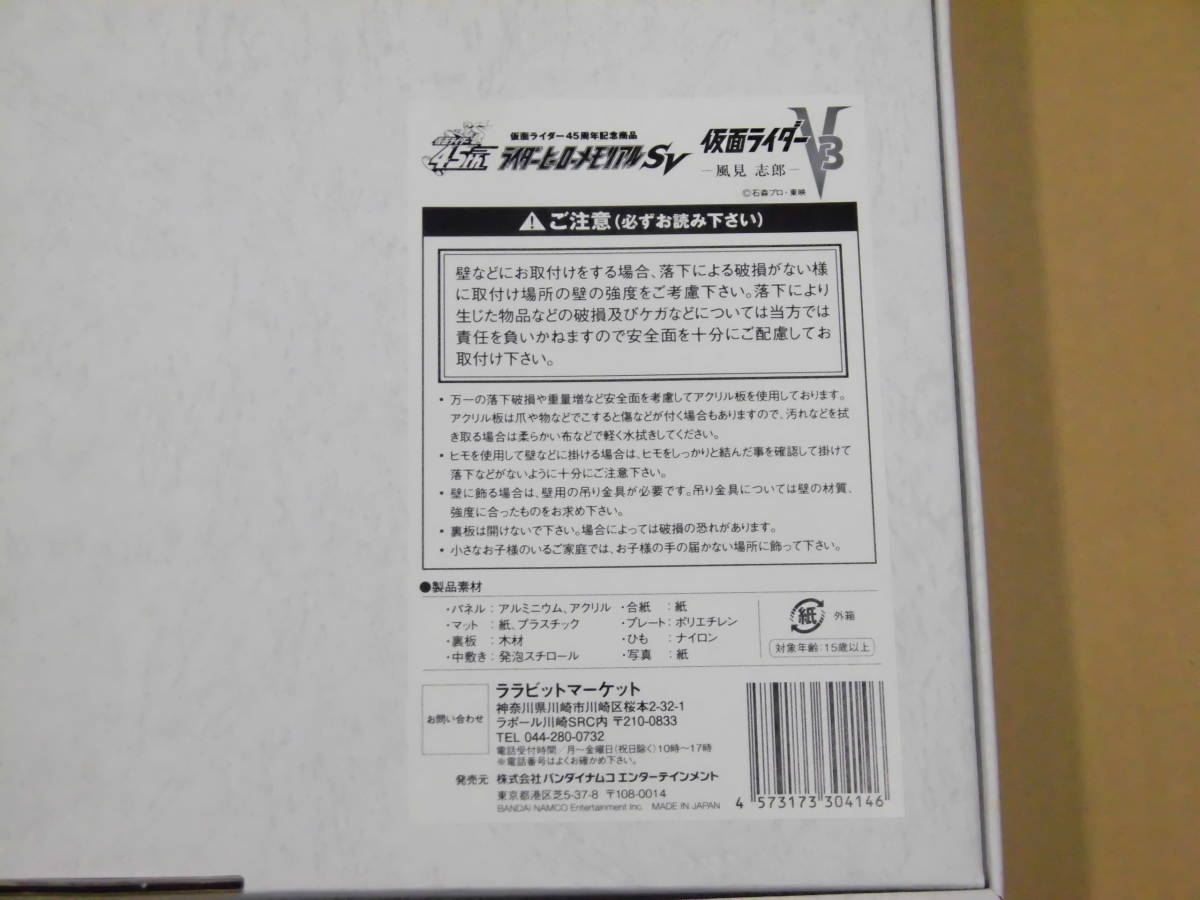 仮面ライダー45周年記念商品
45th
ライダーヒーローメモリアルSV
仮面ライダー V3
―風見 志郎―
©石森プロ・東映
ご注意(必ずお読み下さい)
壁などにお取付けをする場合、落下による破損がない様
に取付け場所の壁の強度をご考慮下さい。落下により
生じた物品などの破損及びケガなどについては当方では
責任を負いかねますので安全面を十分にご配慮してお
取付け下さい。
・万一の落下破損や重量増など安全面を考慮してアクリル板を使用しております。
アクリル板は爪や物などでこすると傷などが付く場合もありますので、汚れなどを拭
き取る場合は柔らかい布などで軽く水拭きしてください。
・ヒモを使用して壁などに掛ける場合は、ヒモをしっかりと結んだ事を確認して掛けて
落下などがないように十分にご注意下さい。
・壁に飾る場合は、壁用の吊り金具が必要です。吊り金具については壁の材質、
強度に合ったものをお求め下さい。
・裏板は開けないで下さい。場合によっては破損の恐れがあります。
・小さなお子様のいるご家庭では、お子様の手の届かない場所に飾って下さい。
●製品素材
・パネル：アルミニウム、アクリル ・合紙 ：紙
・マット ：紙、プラスチック ・プレート：ポリエチレン
・裏板 ：木材 ・ひも ：ナイロン
・中敷き：発泡スチロール ・写真 ：紙
紙 外箱
対象年齢：15歳以上
お問い合わせ
ララビットマーケット
神奈川県川崎市川崎区桜本2-32-1
ラポール川崎SRC内 〒210-0833
TEL 044-280-0732
電話受付時間／月～金曜日(祝日除く)10時～17時
※電話番号はよくお確かめ下さい。
発売元 株式会社バンダイナムコ エンターテインメント
東京都港区芝5-37-8 〒108-0014
BANDAI NAMCO Entertainment Inc. MADE IN JAPAN
4 573173 304146